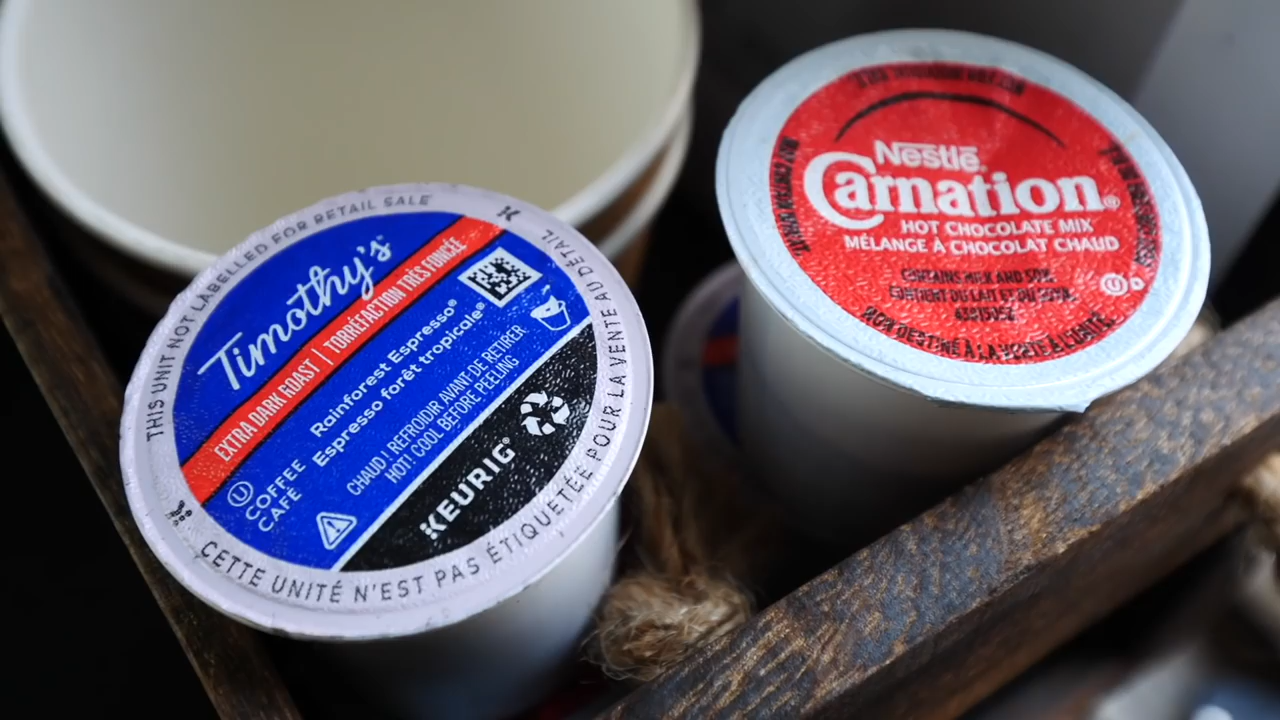 THIS UNIT NOT LABELLED FOR RETAIL SALE
Timothy's
EXTRA DARK ROAST | TORRÉFACTION TRÈS FONCÉE
Rainforest Espresso®
Espresso forêt tropicale®
CHAUD ! REFROIDIR AVANT DE RETIRER
HOT! COOL BEFORE PEELING
U
COFFEE
CAFÉ
KEURIG®
CETTE UNITÉ N'EST PAS ÉTIQUETÉE POUR LA VENTE AU DÉTAIL
K
Nestlé®
Carnation®
HOT CHOCOLATE MIX
MÉLANGE À CHOCOLAT CHAUD
CONTAINS MILK AND SOY.
CONTIENT DU LAIT ET DU SOYA.
U D
NON DESTINÉ À LA VENTE À L'UNITÉ.